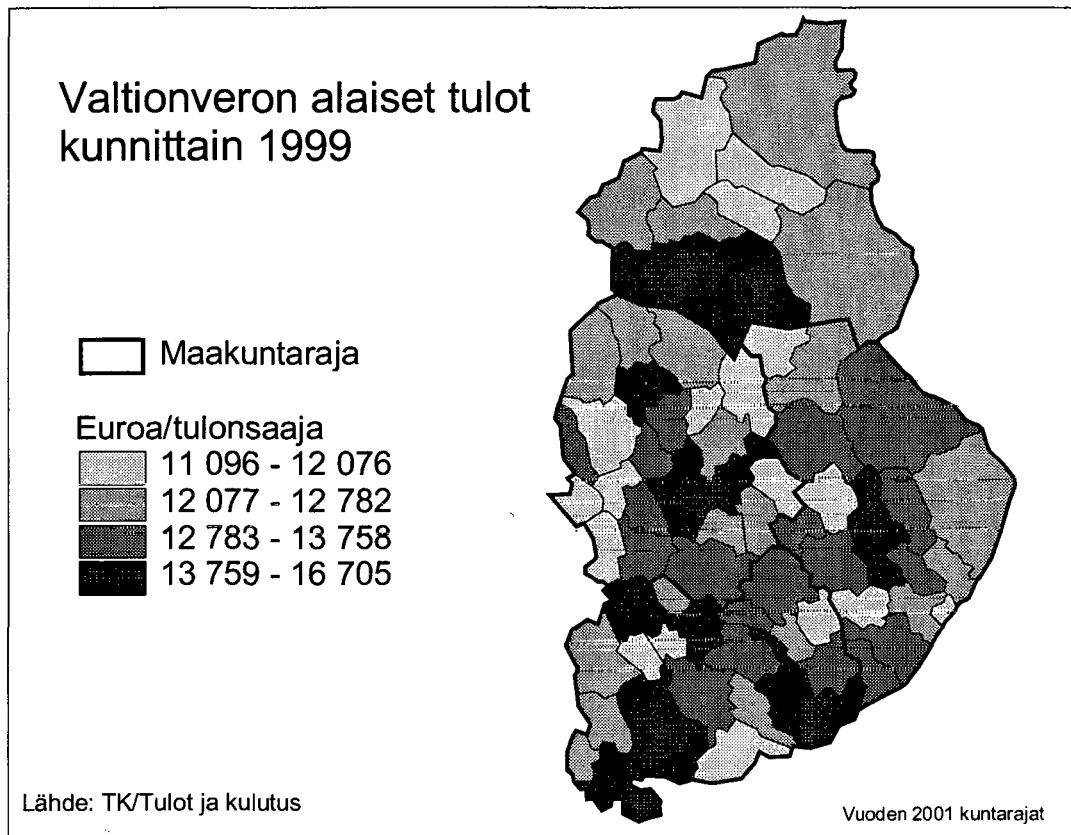 Valtionveron alaiset tulot
kunnittain 1999
Maakuntaraja
Euroa/tulonsaaja
11 096 - 12 076
12 077 - 12 782
12 783 - 13 758
13 759 - 16 705
Lähde: TK/Tulot ja kulutus
Vuoden 2001 kuntarajat